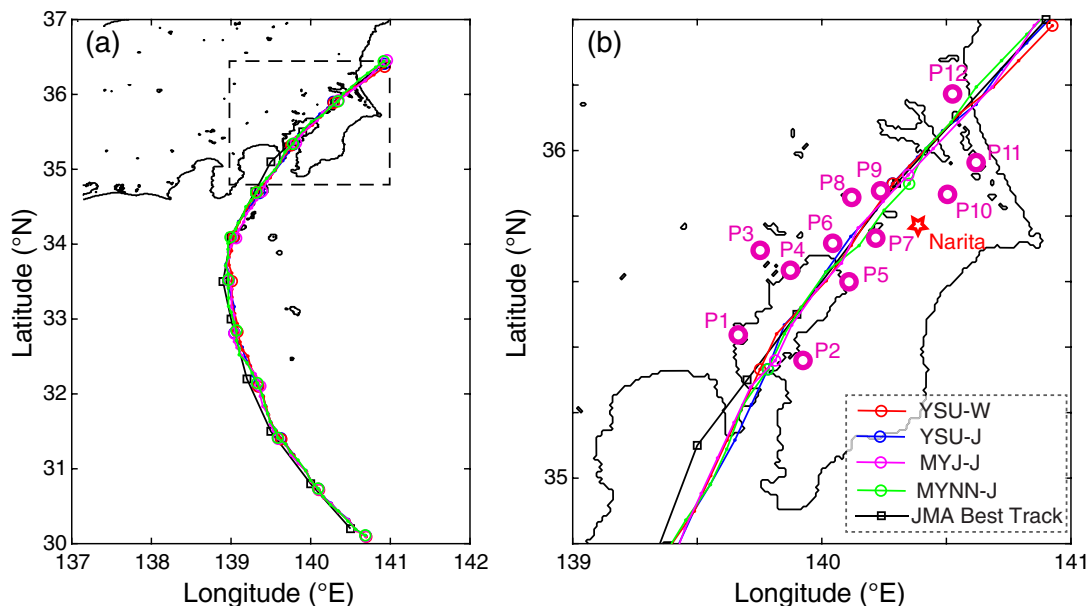 (a)
37
36
35
34
33
32
31
30
137
138
139
140
141
142
Latitude (°N)
Longitude (°E)
(b)
36
35
139
140
141
Latitude (°N)
Longitude (°E)
P12
P11
P9
P8
P10
P6
P3
P4
P7
Narita
P5
P1
P2
YSU-W
YSU-J
MYJ-J
MYNN-J
JMA Best Track